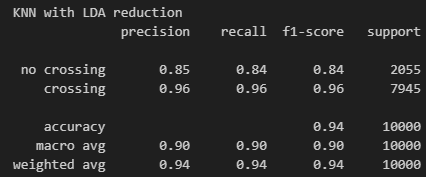 KNN with LDA reduction
precision recall f1-score support
no crossing 0.85 0.84 0.84 2055
crossing 0.96 0.96 0.96 7945
accuracy 0.94 10000
macro avg 0.90 0.90 0.90 10000
weighted avg 0.94 0.94 0.94 10000